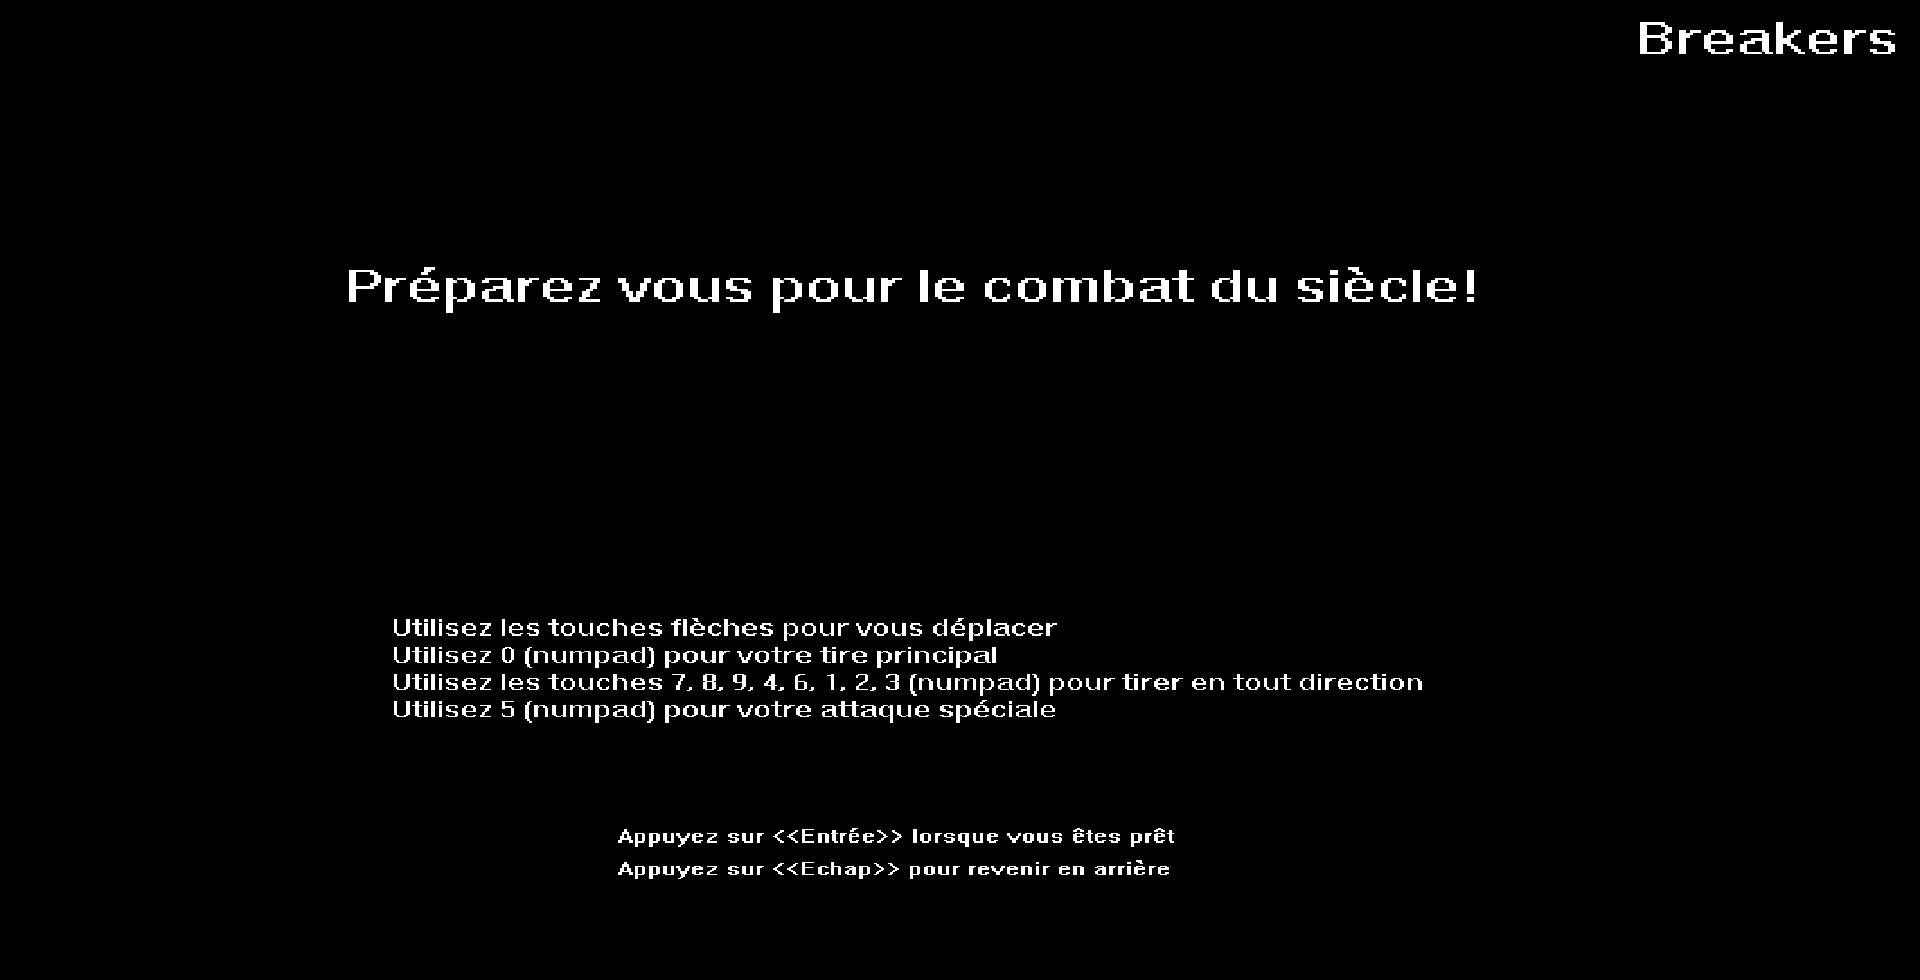 Breakers
Préparez vous pour le combat du siècle!
Utilisez les touches flèches pour vous déplacer
Utilisez 0 (numpad) pour votre tire principal
Utilisez les touches 7, 8, 9, 4, 6, 1, 2, 3 (numpad) pour tirer en tout direction
Utilisez 5 (numpad) pour votre attaque spéciale
Appuyez sur <<Entrée>> lorsque vous êtes prêt
Appuyez sur <<Echap>> pour revenir en arrière